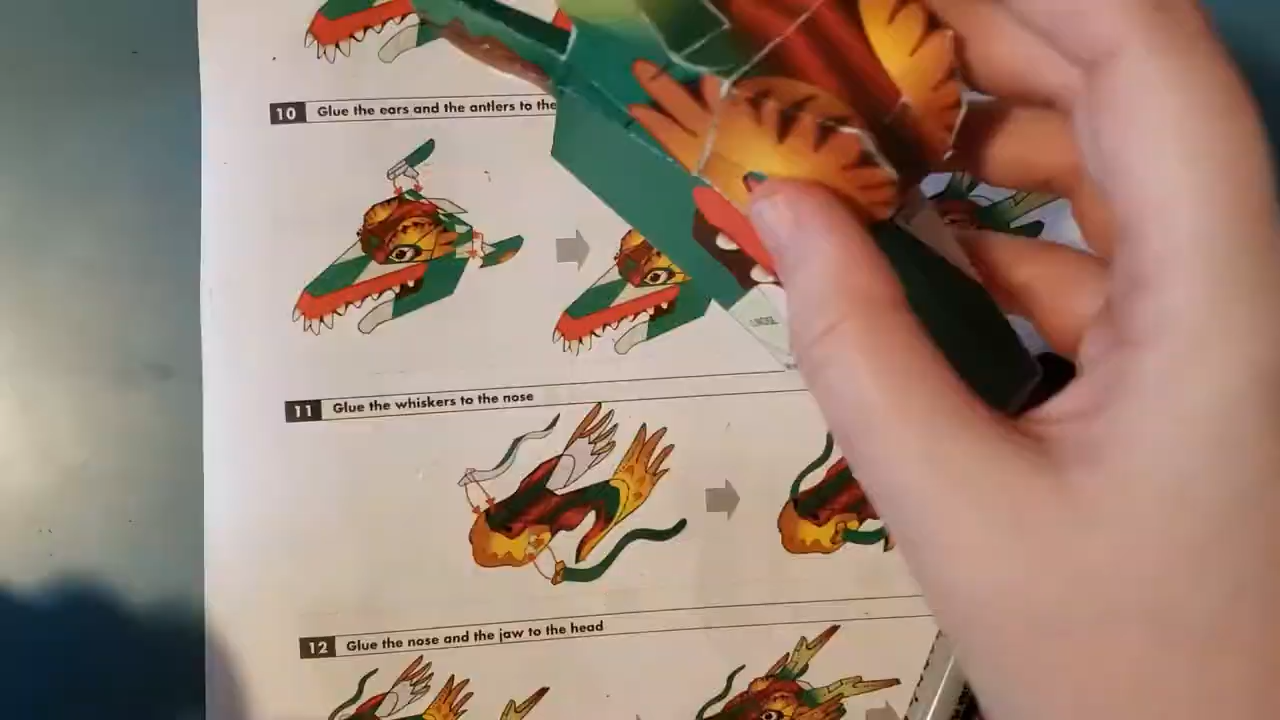 10 Glue the ears and the antlers to the
11 Glue the whiskers to the nose
12 Glue the nose and the jaw to the head